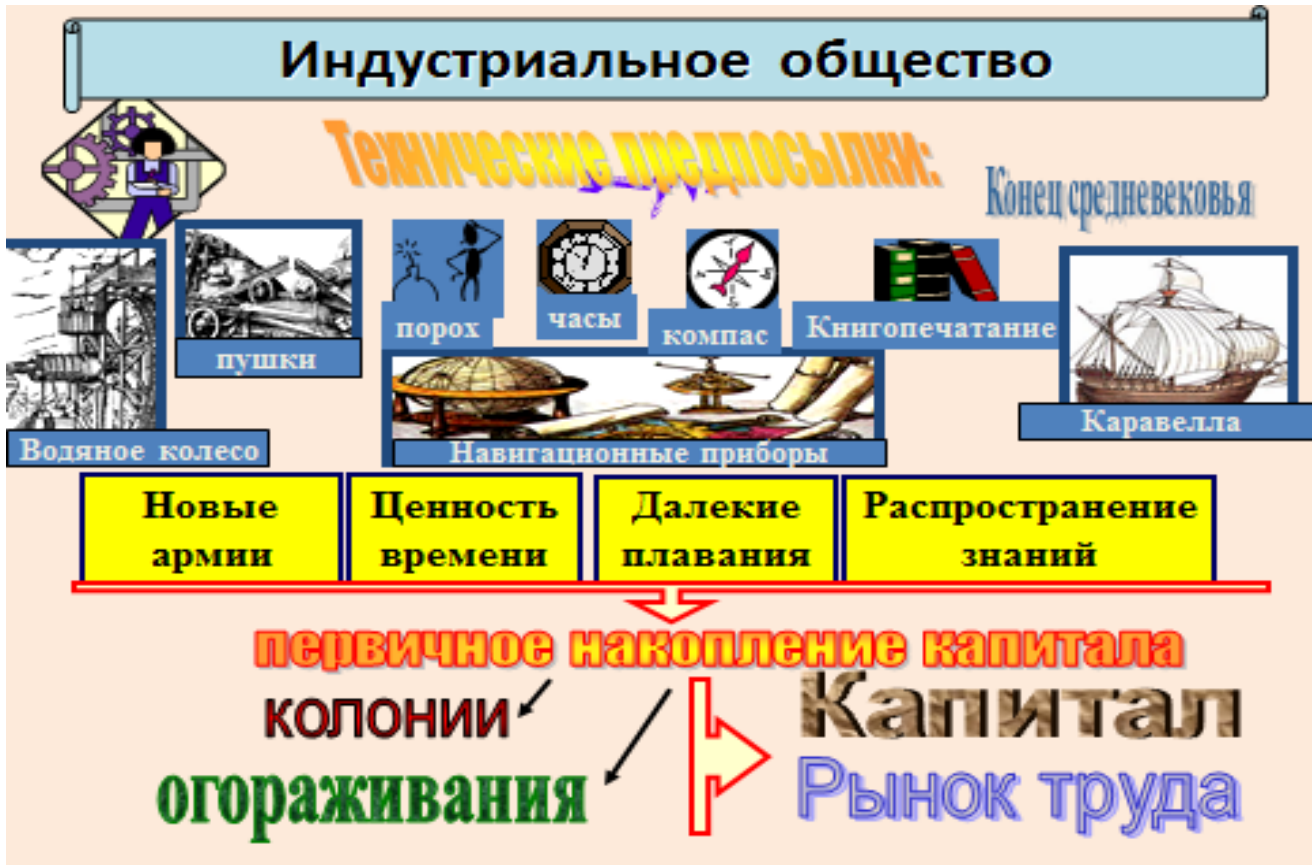 Индустриальное общество
Технические предпосылки:
Конец средневековья
порох
часы
компас
Книгопечатание
пушки
Каравелла
Водяное колесо
Навигационные приборы
Новые
армии
Ценность
времени
Далекие
плавания
Распространение
знаний
первичное накопление капитала
колонии
огораживания
Капитал
Рынок труда